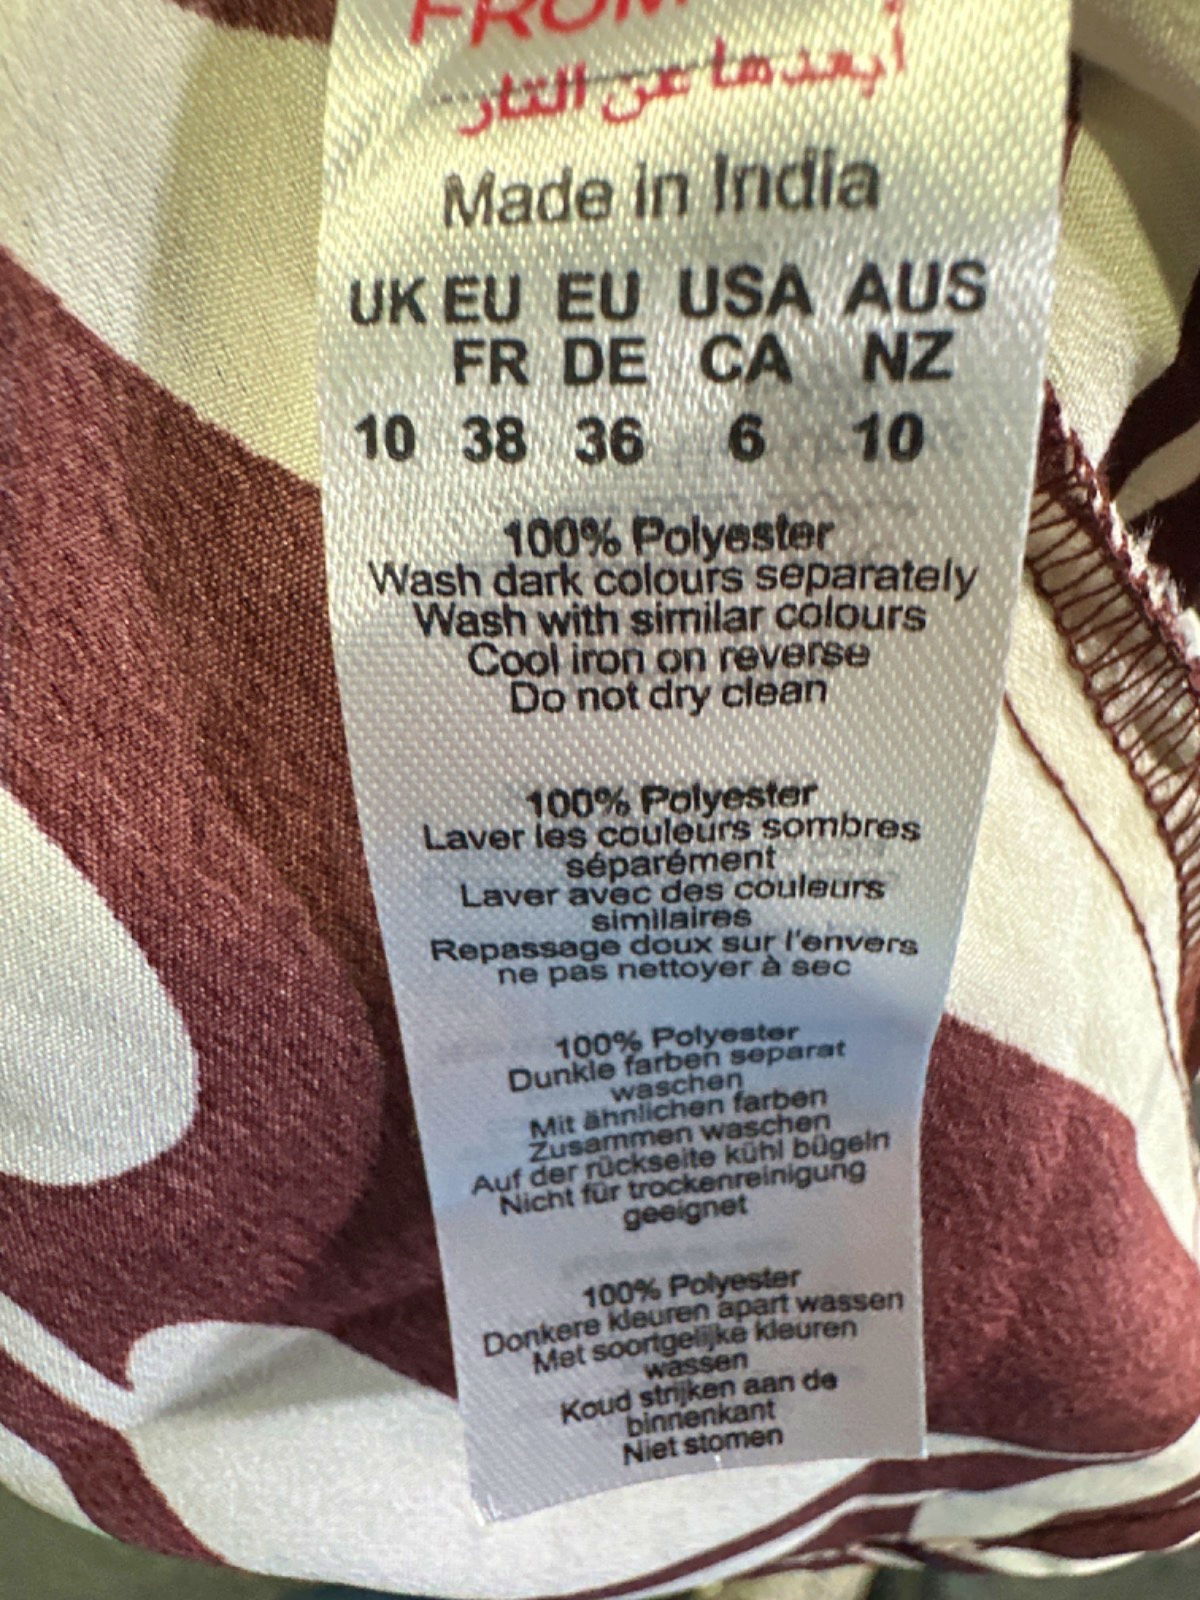 FROM
أبعدها عن النار
Made in India
UK EU EU USA AUS
FR DE CA NZ
10 38 36 6 10
100% Polyester
Wash dark colours separately
Wash with similar colours
Cool iron on reverse
Do not dry clean
100% Polyester
Laver les couleurs sombres
séparément
Laver avec des couleurs
similaires
Repassage doux sur l'envers
ne pas nettoyer à sec
100% Polyester
Dunkle farben separat
waschen
Mit ähnlichen farben
Zusammen waschen
Auf der rückseite kühl bügeln
Nicht für trockenreinigung
geeignet
100% Polyester
Donkere kleuren apart wassen
Met soortgelijke kleuren
wassen
Koud strijken aan de
binnenkant
Niet stomen